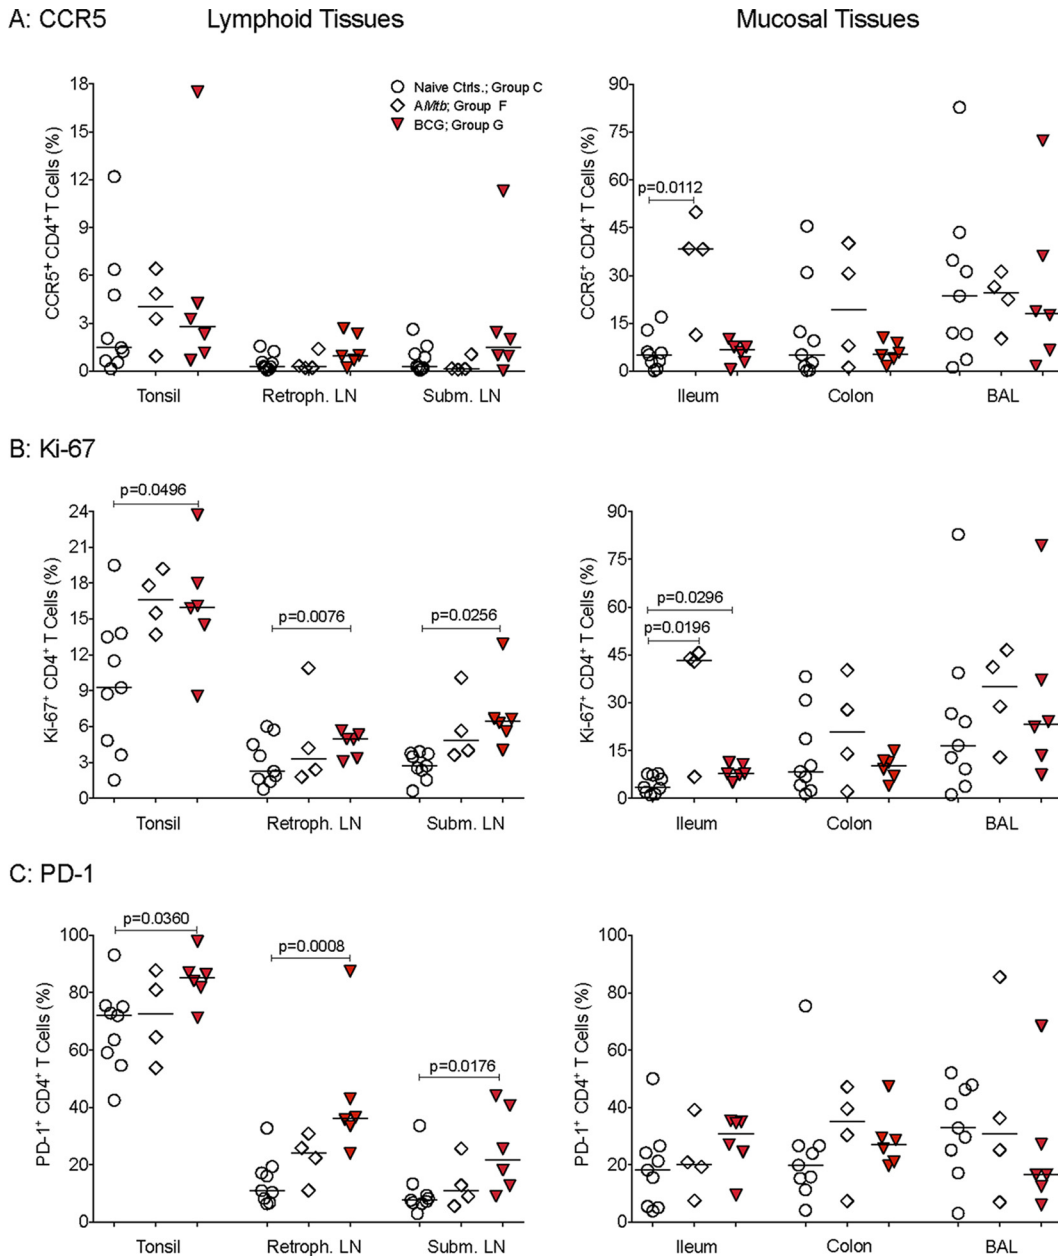 A: CCR5
Lymphoid Tissues
Mucosal Tissues
CCR5+ CD4+T Cells (%)
18
15
12
9
6
3
0
Naive Ctrls.; Group C
AMtb; Group F
BCG; Group G
Tonsil
Retroph. LN
Subm. LN
CCR5+ CD4+ T Cells (%)
90
75
60
45
30
15
0
p=0.0112
Ileum
Colon
BAL
B: Ki-67
Ki-67+ CD4+ T Cells (%)
24
21
18
15
12
9
6
3
0
p=0.0496
p=0.0076
p=0.0256
Tonsil
Retroph. LN
Subm. LN
Ki-67+ CD4+ T Cells (%)
90
75
60
45
30
15
0
p=0.0296
p=0.0196
Ileum
Colon
BAL
C: PD-1
PD-1+ CD4+ T Cells (%)
100
80
60
40
20
0
p=0.0360
p=0.0008
p=0.0176
Tonsil
Retroph. LN
Subm. LN
PD-1+ CD4+ T Cells (%)
100
80
60
40
20
0
Ileum
Colon
BAL